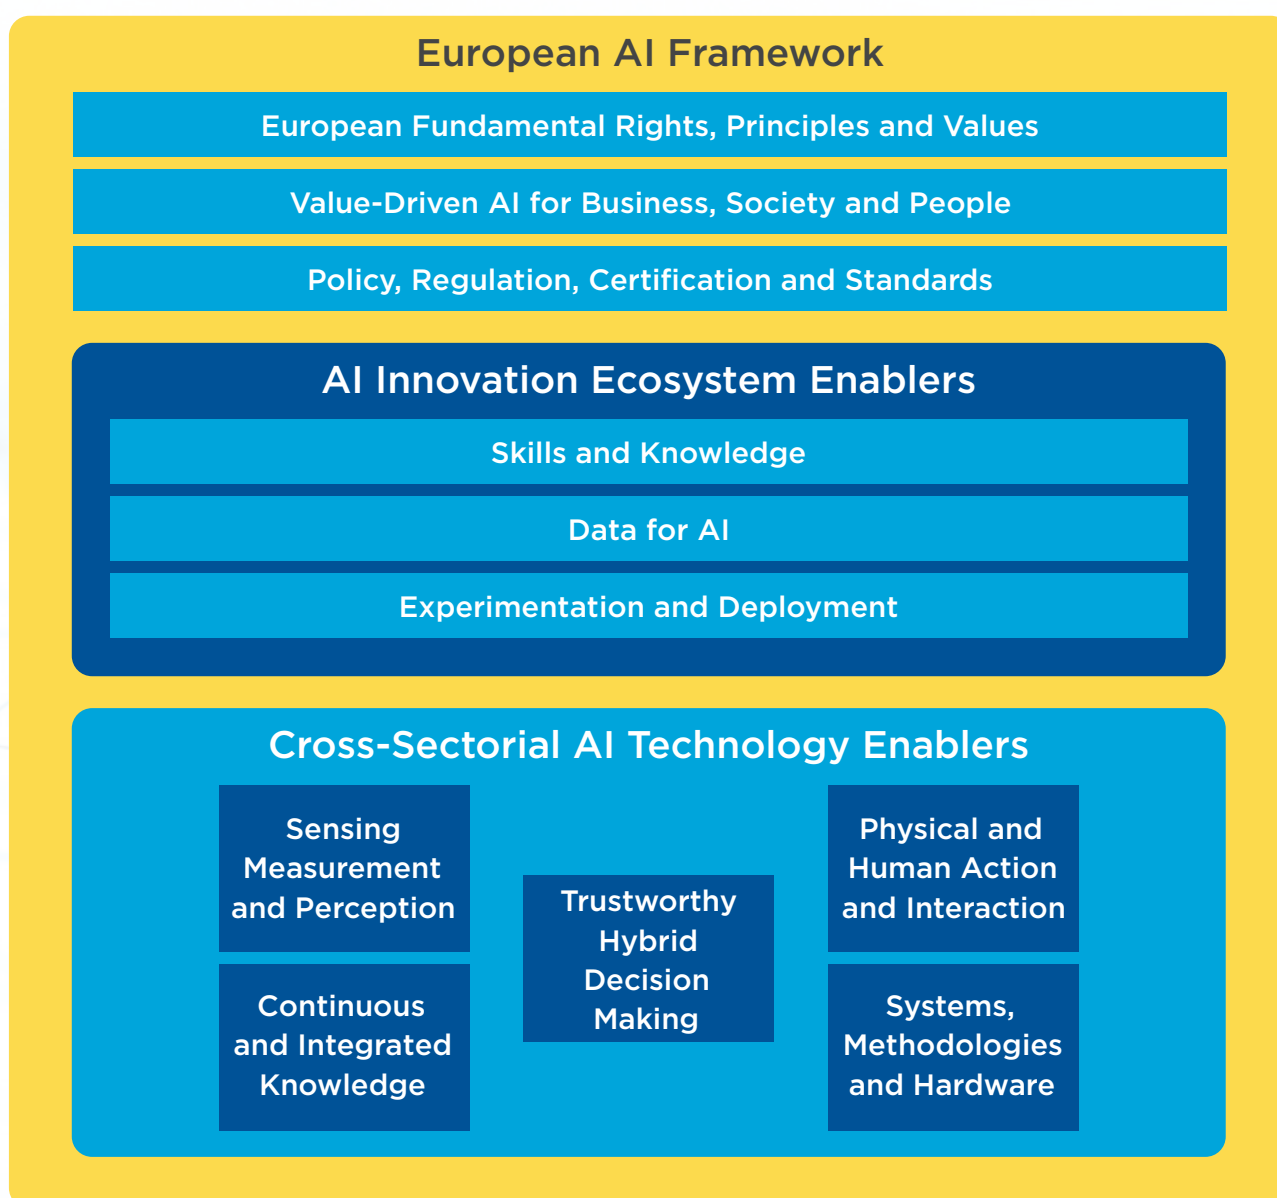 European AI Framework
European Fundamental Rights, Principles and Values
Value-Driven AI for Business, Society and People
Policy, Regulation, Certification and Standards
AI Innovation Ecosystem Enablers
Skills and Knowledge
Data for AI
Experimentation and Deployment
Cross-Sectorial AI Technology Enablers
Sensing
Measurement
and Perception
Continuous
and Integrated
Knowledge
Trustworthy
Hybrid
Decision
Making
Physical and
Human Action
and Interaction
Systems,
Methodologies
and Hardware